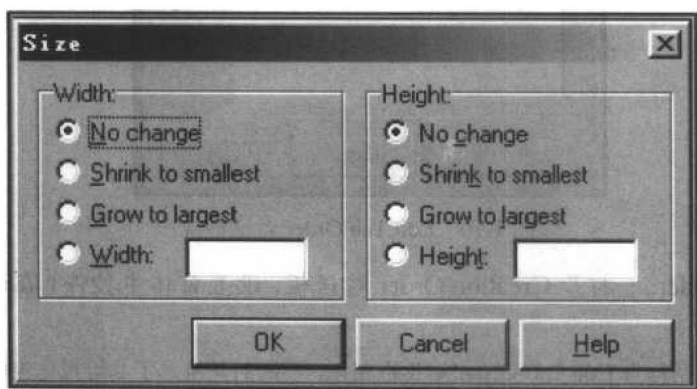 Size
Width:
No change
Shrink to smallest
Grow to largest
Width:
Height:
No change
Shrink to smallest
Grow to largest
Height:
OK Cancel Help